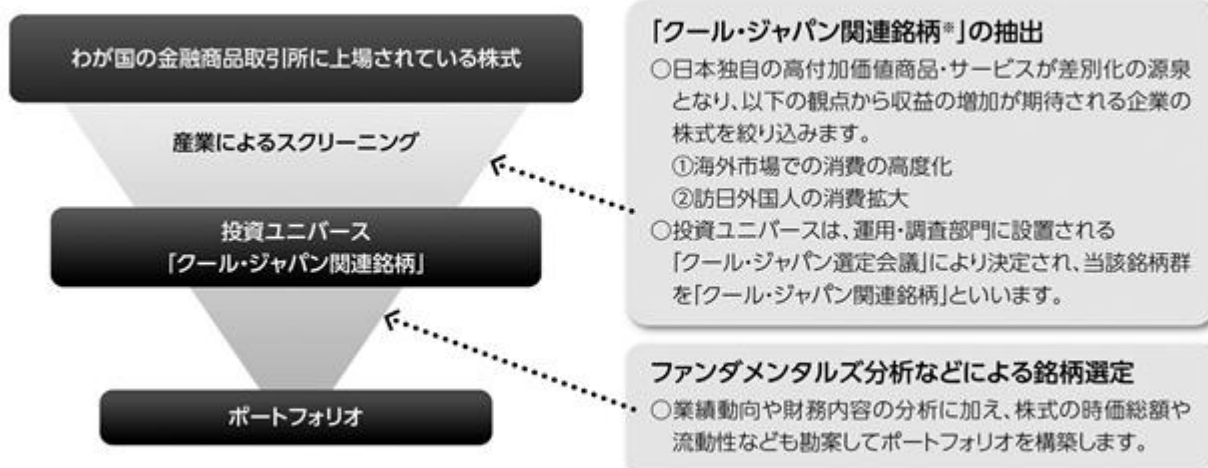 わが国の金融商品取引所に上場されている株式
産業によるスクリーニング
投資ユニバース
「クール・ジャパン関連銘柄」
ポートフォリオ
「クール・ジャパン関連銘柄※」の抽出
○日本独自の高付加価値商品・サービスが差別化の源泉
となり、以下の観点から収益の増加が期待される企業の
株式を絞り込みます。
①海外市場での消費の高度化
②訪日外国人の消費拡大
○投資ユニバースは、運用・調査部門に設置される
「クール・ジャパン選定会議」により決定され、当該銘柄群
を「クール・ジャパン関連銘柄」といいます。
ファンダメンタルズ分析などによる銘柄選定
○業績動向や財務内容の分析に加え、株式の時価総額や
流動性なども勘案してポートフォリオを構築します。